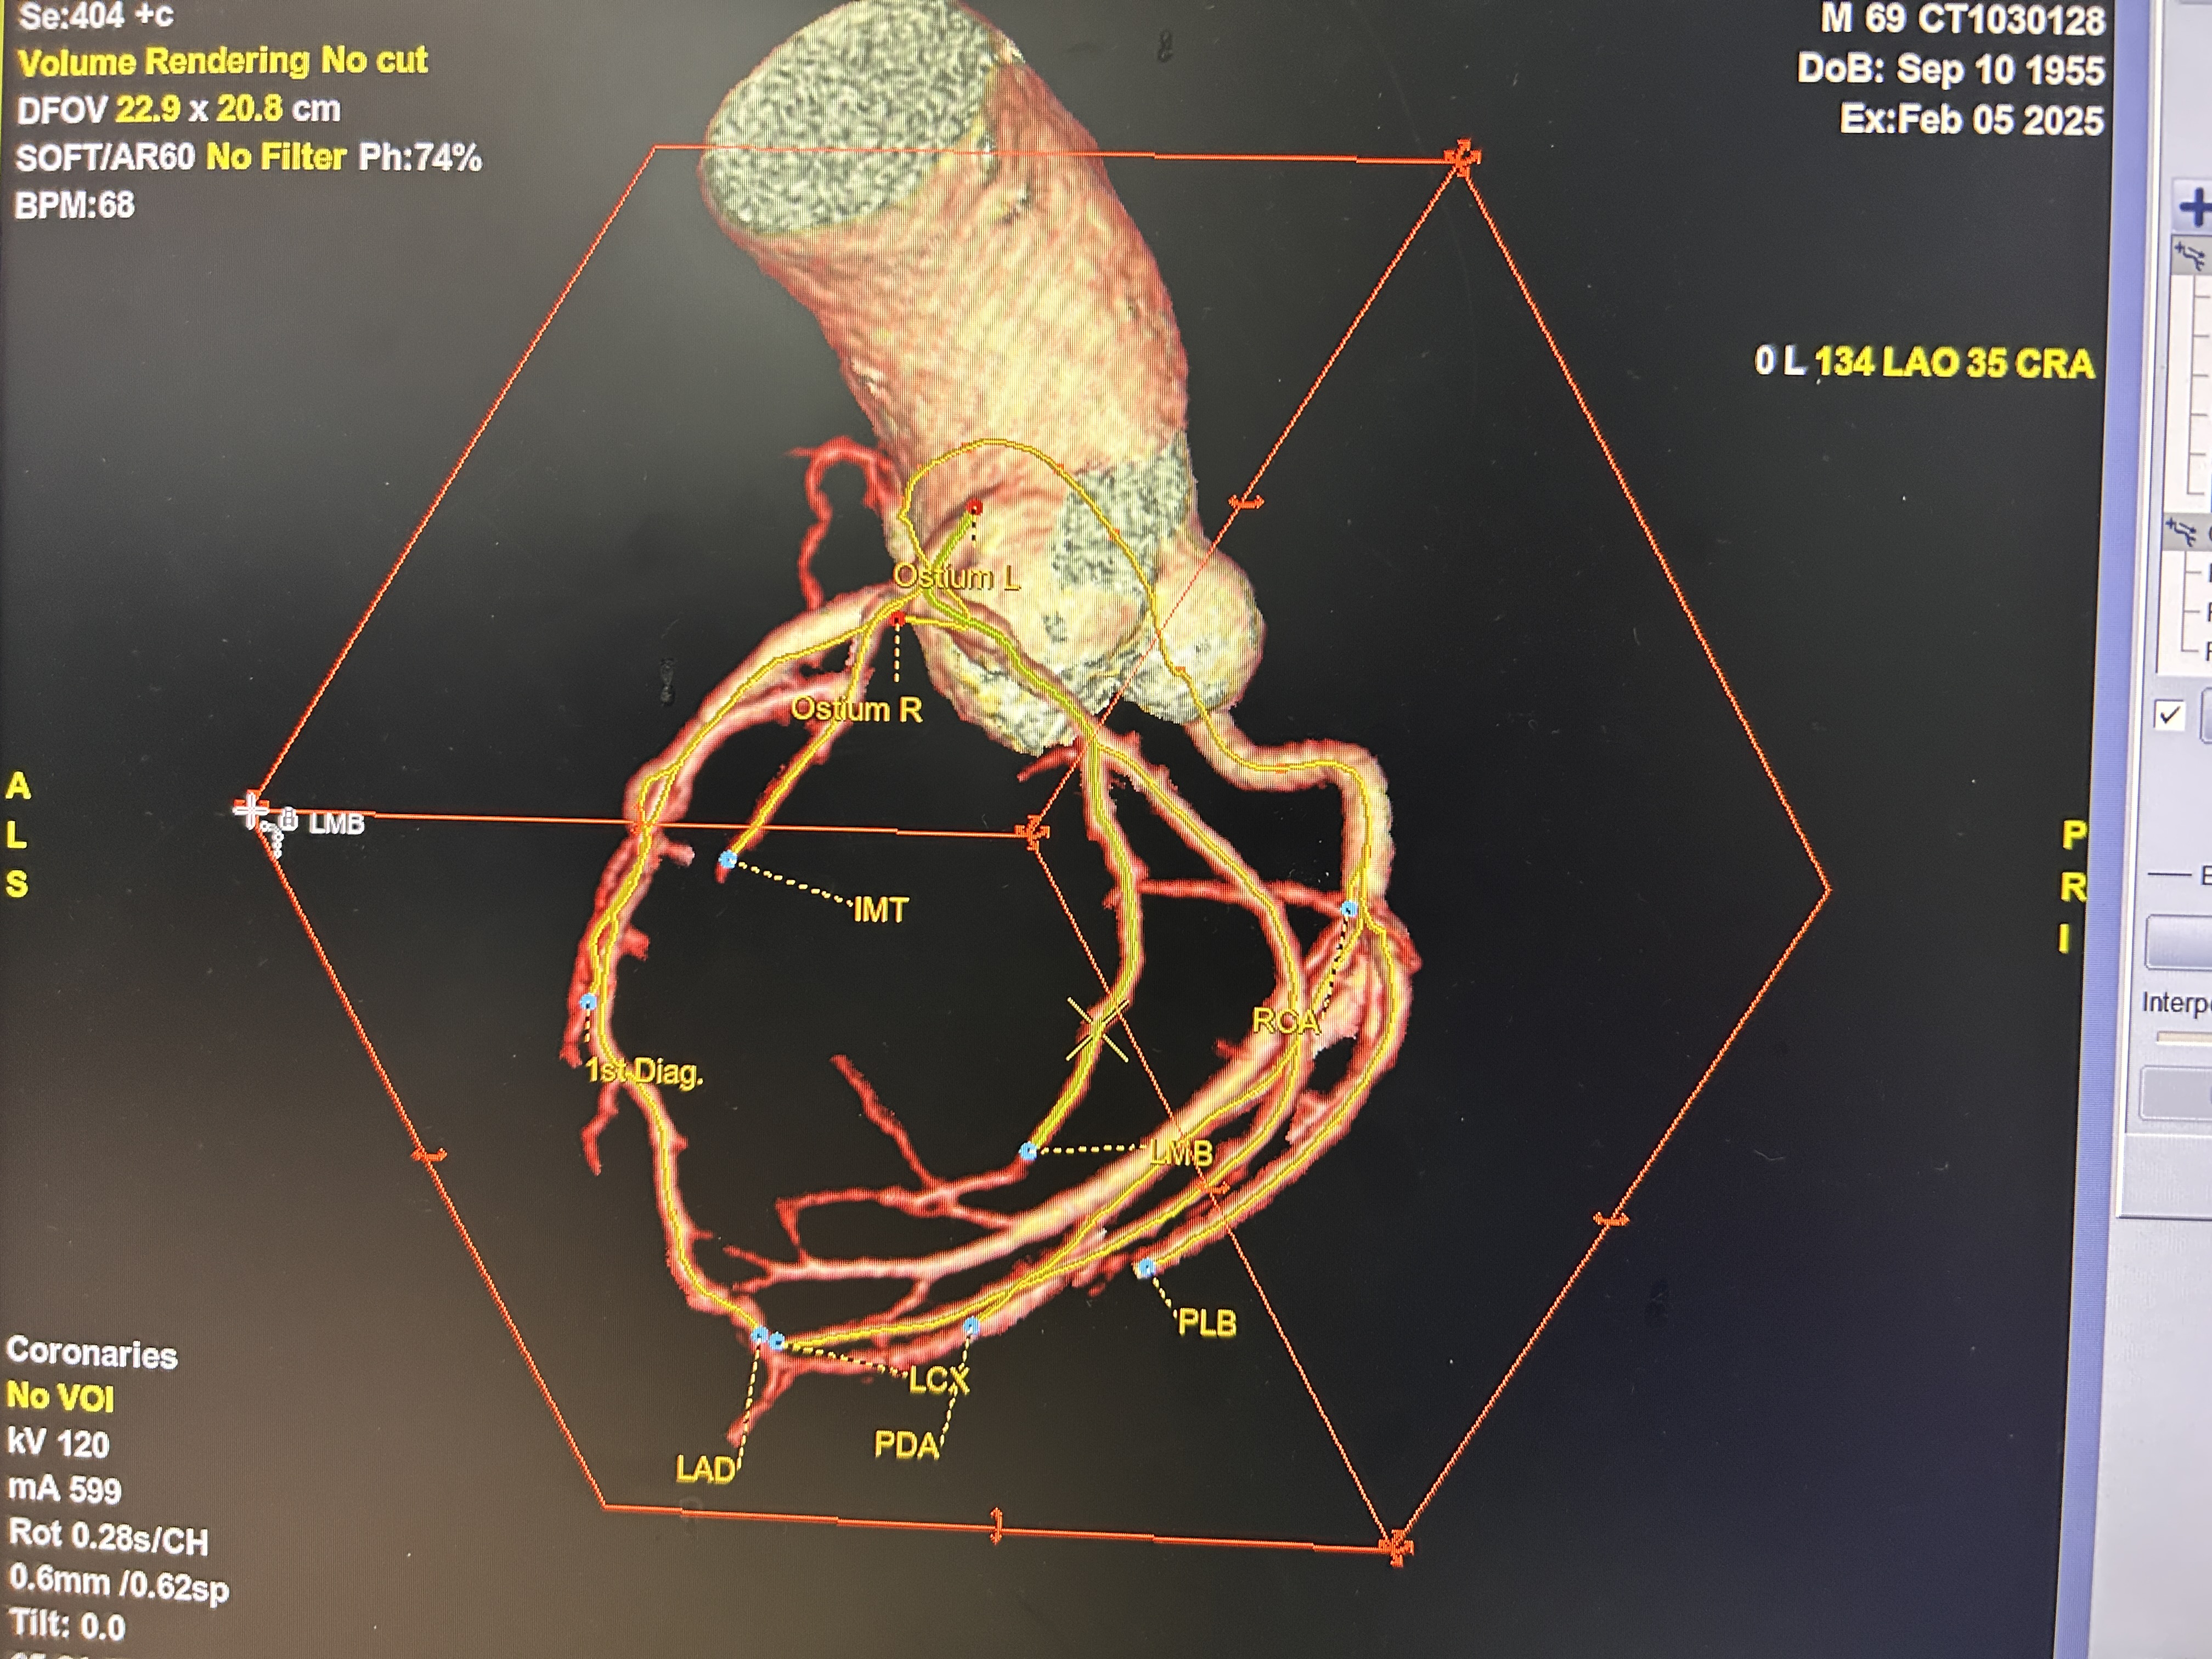 Se:404 +c
Volume Rendering No cut
DFOV 22.9 x 20.8 cm
SOFT/AR60 No Filter Ph:74%
BPM:68
M 69 CT1030128
DoB: Sep 10 1955
Ex:Feb 05 2025
0 L 134 LAO 35 CRA
Ostium L
Ostium R
A
L
S
LMB
P
R
I
IMT
RCA
1st Diag.
LMB
PLB
LCX
PDA
LAD
Interp
Coronaries
No VOI
kV 120
mA 599
Rot 0.28s/CH
0.6mm /0.62sp
Tilt: 0.0